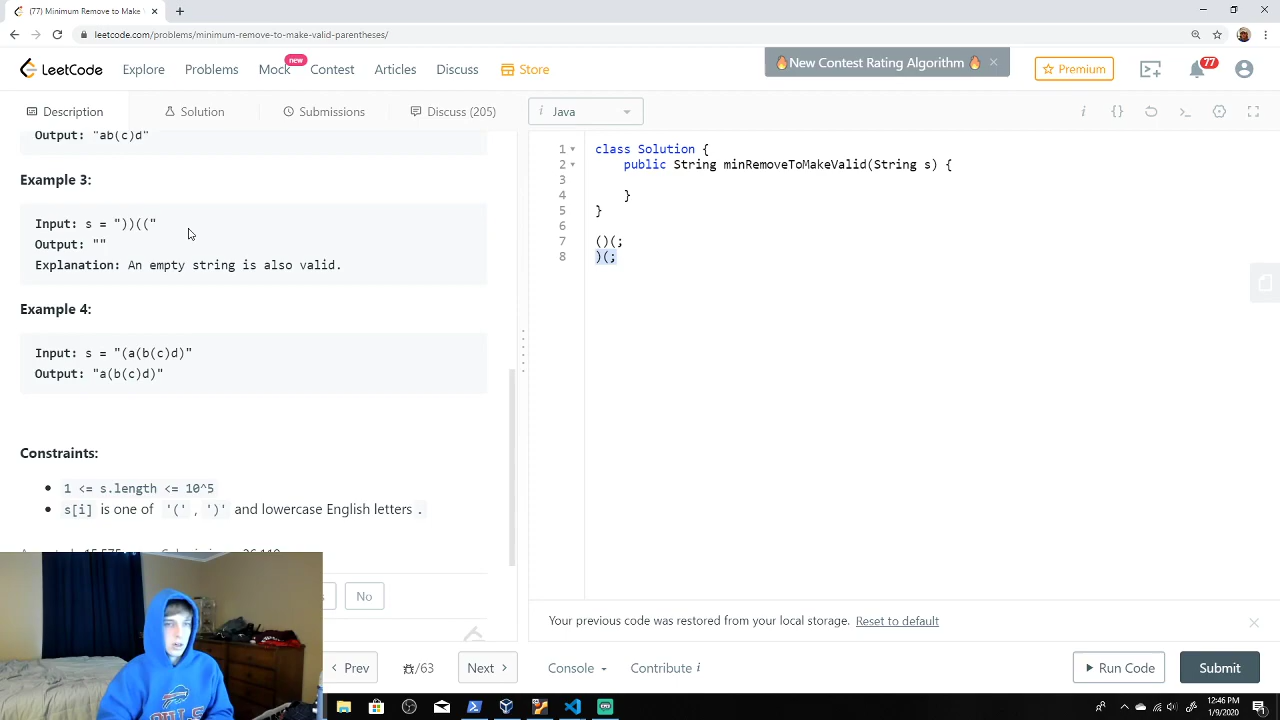 (77) Minimum Remove to Make
leetcode.com/problems/minimum-remove-to-make-valid-parentheses/
LeetCode
Explore
Problems
Mock
new
Contest
Articles
Discuss
Store
🔥New Contest Rating Algorithm 🔥
Premium
77
Description
Solution
Submissions
Discuss (205)
Java
Output: "ab(c)d"
Example 3:
Input: s = "))(("
Output: ""
Explanation: An empty string is also valid.
Example 4:
Input: s = "(a(b(c)d)"
Output: "a(b(c)d)"
Constraints:
1 <= s.length <= 10^5
s[i] is one of '(' , ')' and lowercase English letters .
No
Prev
/63
Next
1 class Solution {
2 public String minRemoveToMakeValid(String s) {
3
4 }
5 }
6
7 ()(;
8 )(;
Your previous code was restored from your local storage. Reset to default
Console
Contribute i
Run Code
Submit
12:46 PM
1/9/2020